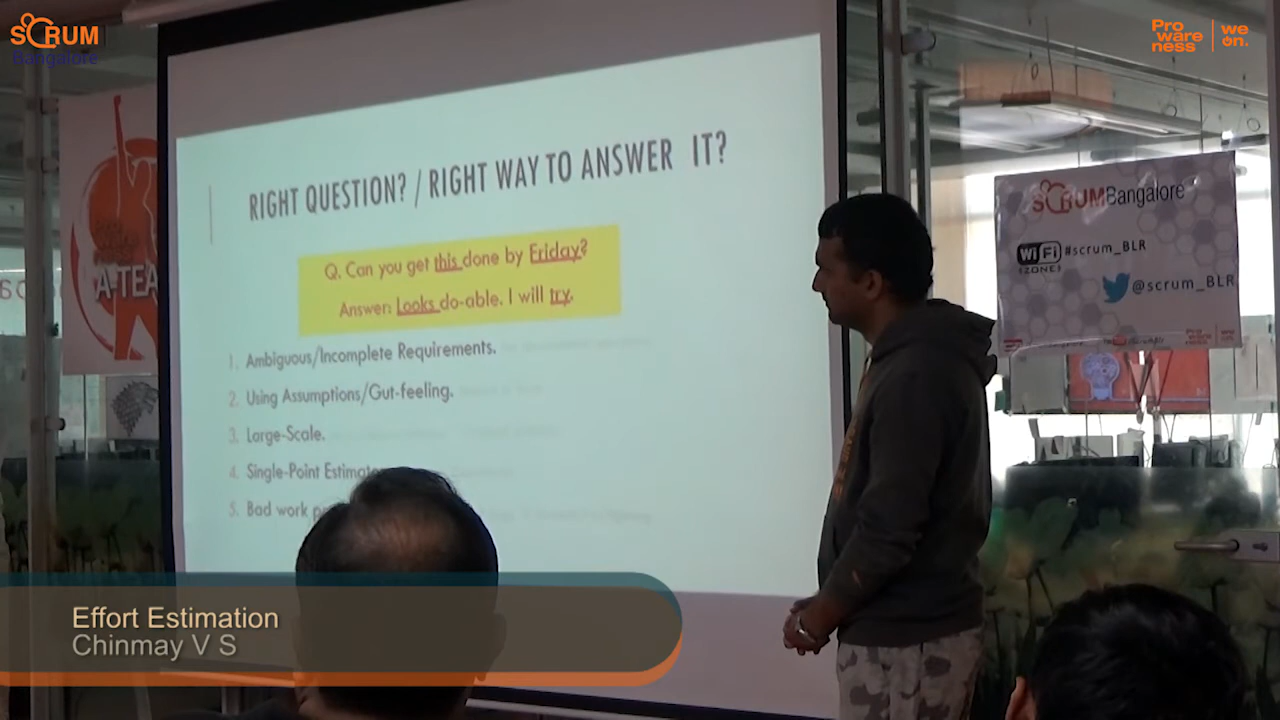 SCRUM
Bangalore
Pro
ware
ness
we
on.
A-TEA
RIGHT QUESTION? / RIGHT WAY TO ANSWER IT?
Q. Can you get this done by Friday?
Answer: Looks do-able. I will try.
1. Ambiguous/Incomplete Requirements.
2. Using Assumptions/Gut-feeling.
3. Large-Scale.
4. Single-Point
5. Bad work
SCRUMBangalore
WiFi #scrum_BLR
(ZONE)
@scrum_BLR
Effort Estimation
Chinmay V S